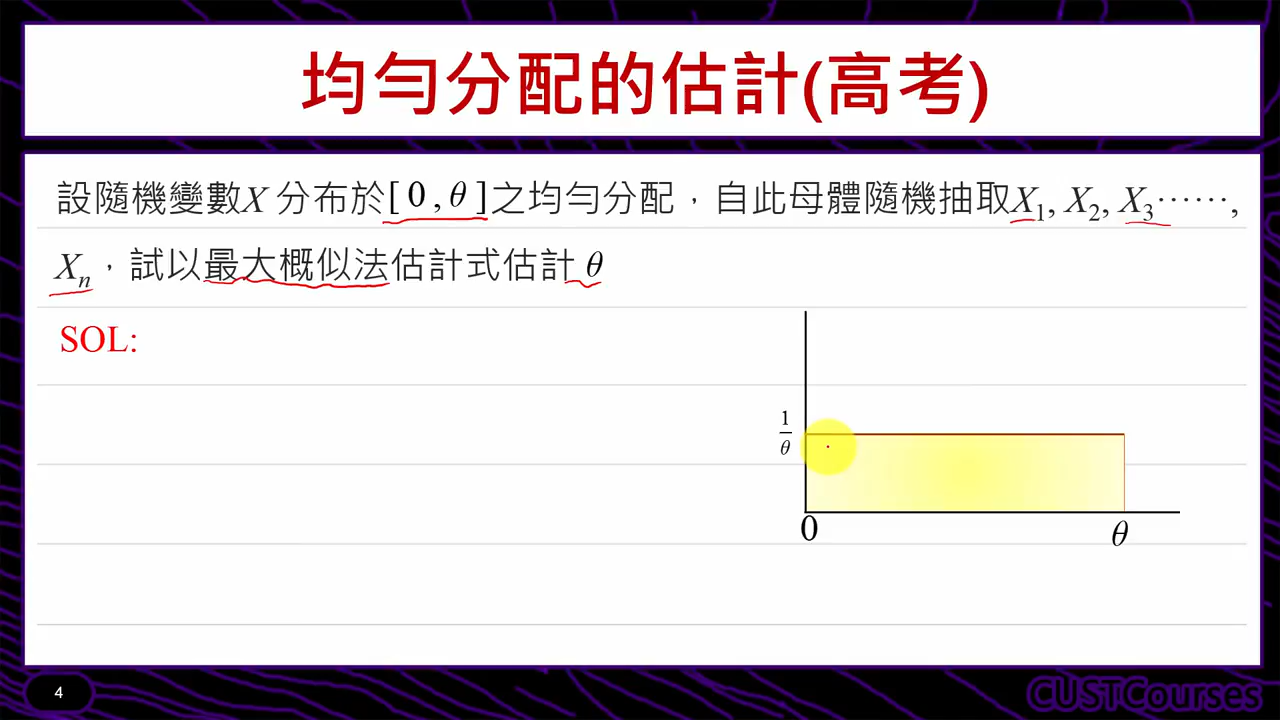 均勻分配的估計(高考)
設隨機變數X 分布於[ 0 , θ ]之均勻分配，自此母體隨機抽取X1, X2, X3⋯⋯,
Xn，試以最大概似法估計式估計 θ
SOL:
1/θ
0
θ
4
CUSTCourses